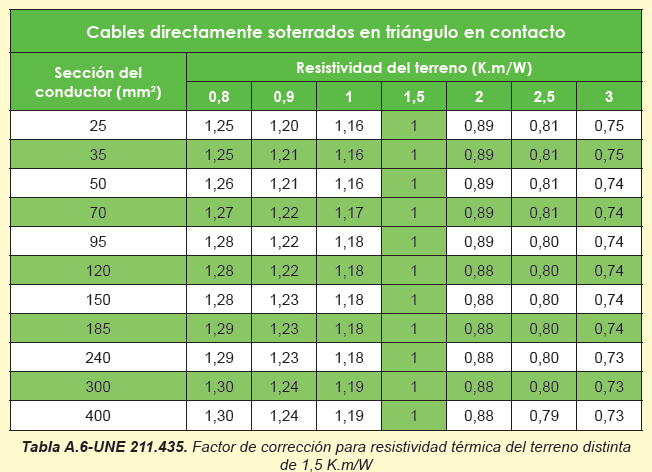 Cables directamente soterrados en triángulo en contacto
Sección del conductor (mm²) Resistividad del terreno (K.m/W)
0,8 0,9 1 1,5 2 2,5 3
25 1,25 1,20 1,16 1 0,89 0,81 0,75
35 1,25 1,21 1,16 1 0,89 0,81 0,75
50 1,26 1,21 1,16 1 0,89 0,81 0,74
70 1,27 1,22 1,17 1 0,89 0,81 0,74
95 1,28 1,22 1,18 1 0,89 0,80 0,74
120 1,28 1,22 1,18 1 0,88 0,80 0,74
150 1,28 1,23 1,18 1 0,88 0,80 0,74
185 1,29 1,23 1,18 1 0,88 0,80 0,74
240 1,29 1,23 1,18 1 0,88 0,80 0,73
300 1,30 1,24 1,19 1 0,88 0,80 0,73
400 1,30 1,24 1,19 1 0,88 0,79 0,73
Tabla A.6-UNE 211.435. Factor de corrección para resistividad térmica del terreno distinta
de 1,5 K.m/W